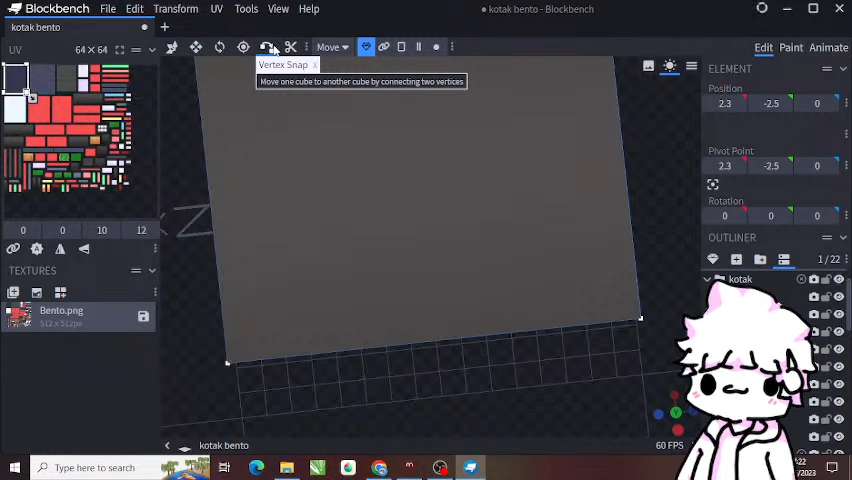 File Edit Transform UV Tools View Help
kotak bento - Blockbench
kotak bento
UV 64 × 64
Move
Edit Paint Animate
Vertex Snap x
Move one cube to another cube by connecting two vertices
ELEMENT
Position
2.3 -2.5 0
Pivot Point
2.3 -2.5 0
Rotation
0 0 0
OUTLINER
1 / 22
kotak
0 0 10 12
TEXTURES
Bento.png
512 x 512px
kotak bento
60 FPS
Type here to search